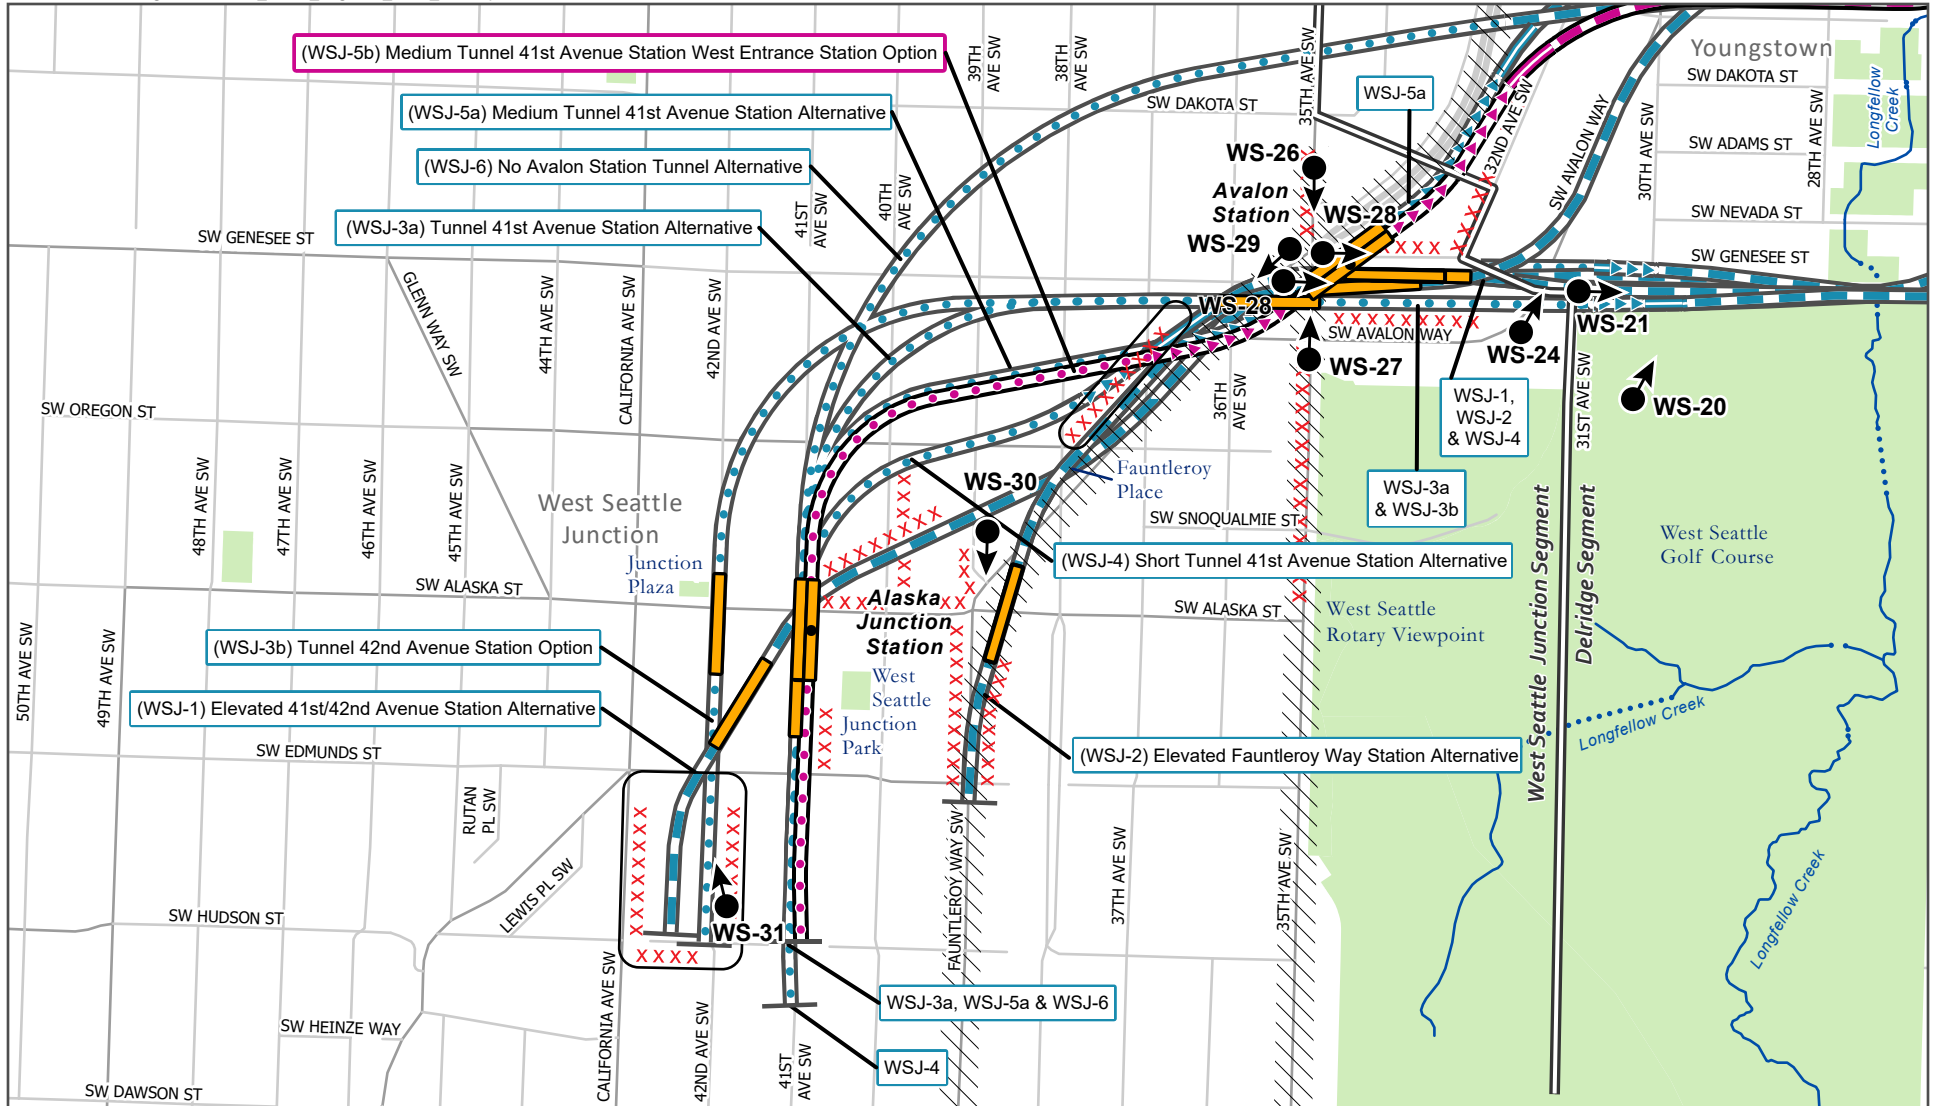 (WSJ-5b) Medium Tunnel 41st Avenue Station West Entrance Station Option
(WSJ-5a) Medium Tunnel 41st Avenue Station Alternative
(WSJ-6) No Avalon Station Tunnel Alternative
(WSJ-3a) Tunnel 41st Avenue Station Alternative
39TH
AVE SW
38TH
AVE SW
35TH AVE SW
SW DAKOTA ST
WSJ-5a
32ND AVE SW
SW AVALON WAY
Youngstown
SW DAKOTA ST
SW ADAMS ST
SW NEVADA ST
SW GENESEE ST
30TH AVE SW
28TH AVE SW
Longfellow
Creek
WS-26
Avalon
Station
WS-28
WS-29
WS-28
WS-27
SW AVALON WAY
WS-24
WS-21
WS-20
SW GENESEE ST
GLENN WAY SW
44TH AVE SW
CALIFORNIA AVE SW
42ND AVE SW
41ST
AVE SW
40TH
AVE SW
36TH
AVE SW
31ST AVE SW
WSJ-1,
WSJ-2
& WSJ-4
WSJ-3a
& WSJ-3b
SW OREGON ST
48TH AVE SW
47TH AVE SW
46TH AVE SW
45TH AVE SW
West Seattle
Junction
Junction
Plaza
WS-30
Fauntleroy
Place
SW SNOQUALMIE ST
(WSJ-4) Short Tunnel 41st Avenue Station Alternative
SW ALASKA ST
Alaska
Junction
Station
SW ALASKA ST
West Seattle
Rotary Viewpoint
West Seattle
Golf Course
West Seattle Junction Segment
Delridge Segment
50TH AVE SW
49TH AVE SW
(WSJ-3b) Tunnel 42nd Avenue Station Option
(WSJ-1) Elevated 41st/42nd Avenue Station Alternative
West
Seattle
Junction
Park
(WSJ-2) Elevated Fauntleroy Way Station Alternative
Longfellow Creek
SW EDMUNDS ST
RUTAN
PL SW
LEWIS PL SW
SW HUDSON ST
WS-31
FAUNTLEROY WAY SW
37TH AVE SW
35TH AVE SW
Longfellow Creek
CALIFORNIA AVE SW
42ND AVE SW
41ST
AVE SW
WSJ-3a, WSJ-5a & WSJ-6
WSJ-4
SW HEINZE WAY
SW DAWSON ST